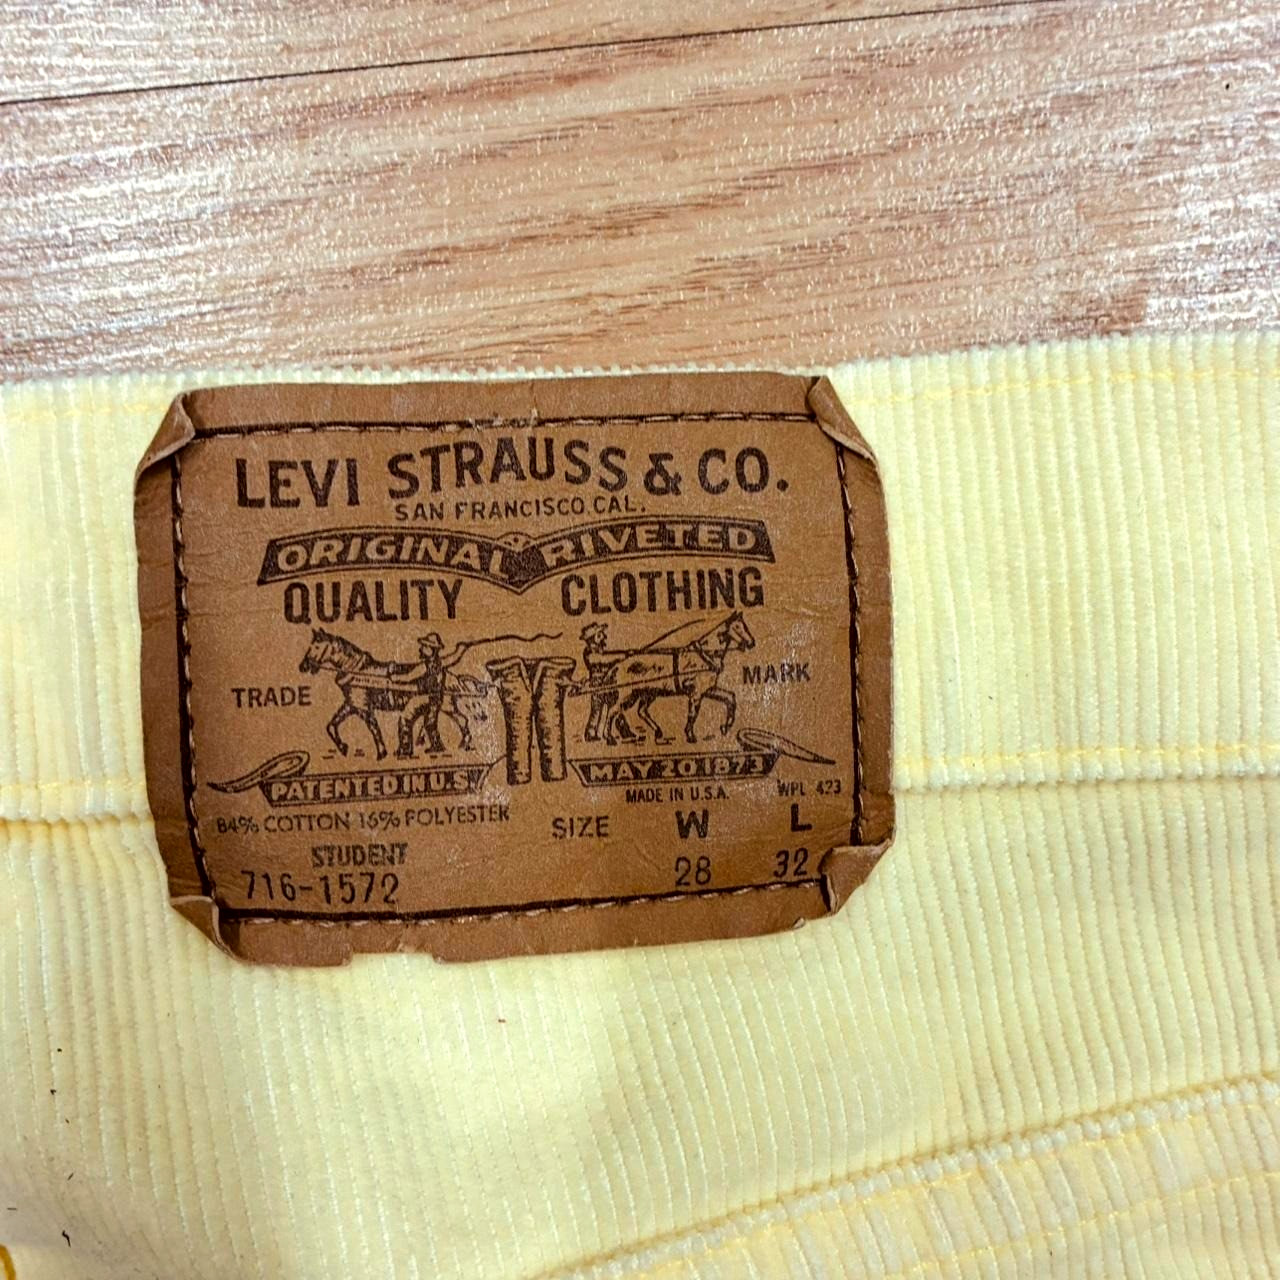 LEVI STRAUSS & CO.
SAN FRANCISCO, CAL.
ORIGINAL RIVETED
QUALITY CLOTHING
TRADE MARK
PATENTED IN U.S. MAY 20 1873
MADE IN U.S.A. WPL 423
84% COTTON 16% POLYESTER SIZE W L
STUDENT
716-1572 28 32